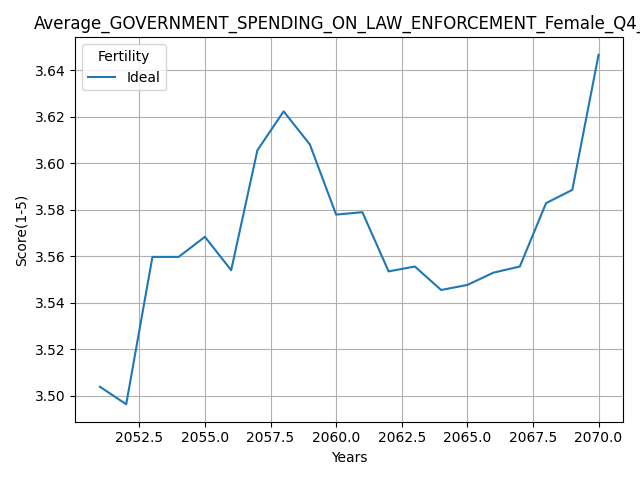 Average_GOVERNMENT_SPENDING_ON_LAW_ENFORCEMENT_Female_Q4_
Fertility
Ideal
3.64
3.62
3.60
3.58
3.56
3.54
3.52
3.50
Score(1-5)
2052.5 2055.0 2057.5 2060.0 2062.5 2065.0 2067.5 2070.0
Years